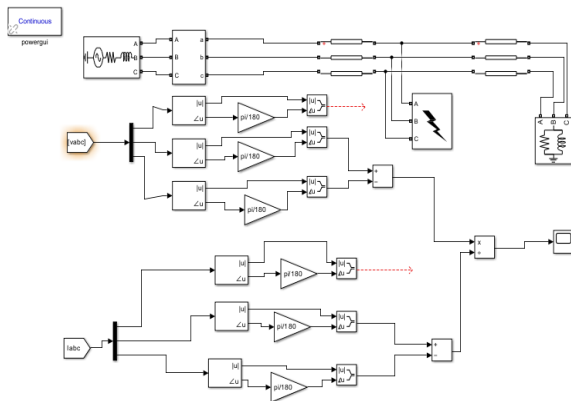 Continuous
powergui
A
B
C
A
B
C
a
b
c
A
B
C
A
B
C
[vabc]
|u|
∠u
pi/180
|u|
∠u
|u|
∠u
pi/180
|u|
∠u
|u|
∠u
pi/180
|u|
∠u
+
−
×
÷
|u|
∠u
pi/180
|u|
∠u
Iabc
|u|
∠u
pi/180
|u|
∠u
+
−
|u|
∠u
pi/180
|u|
∠u